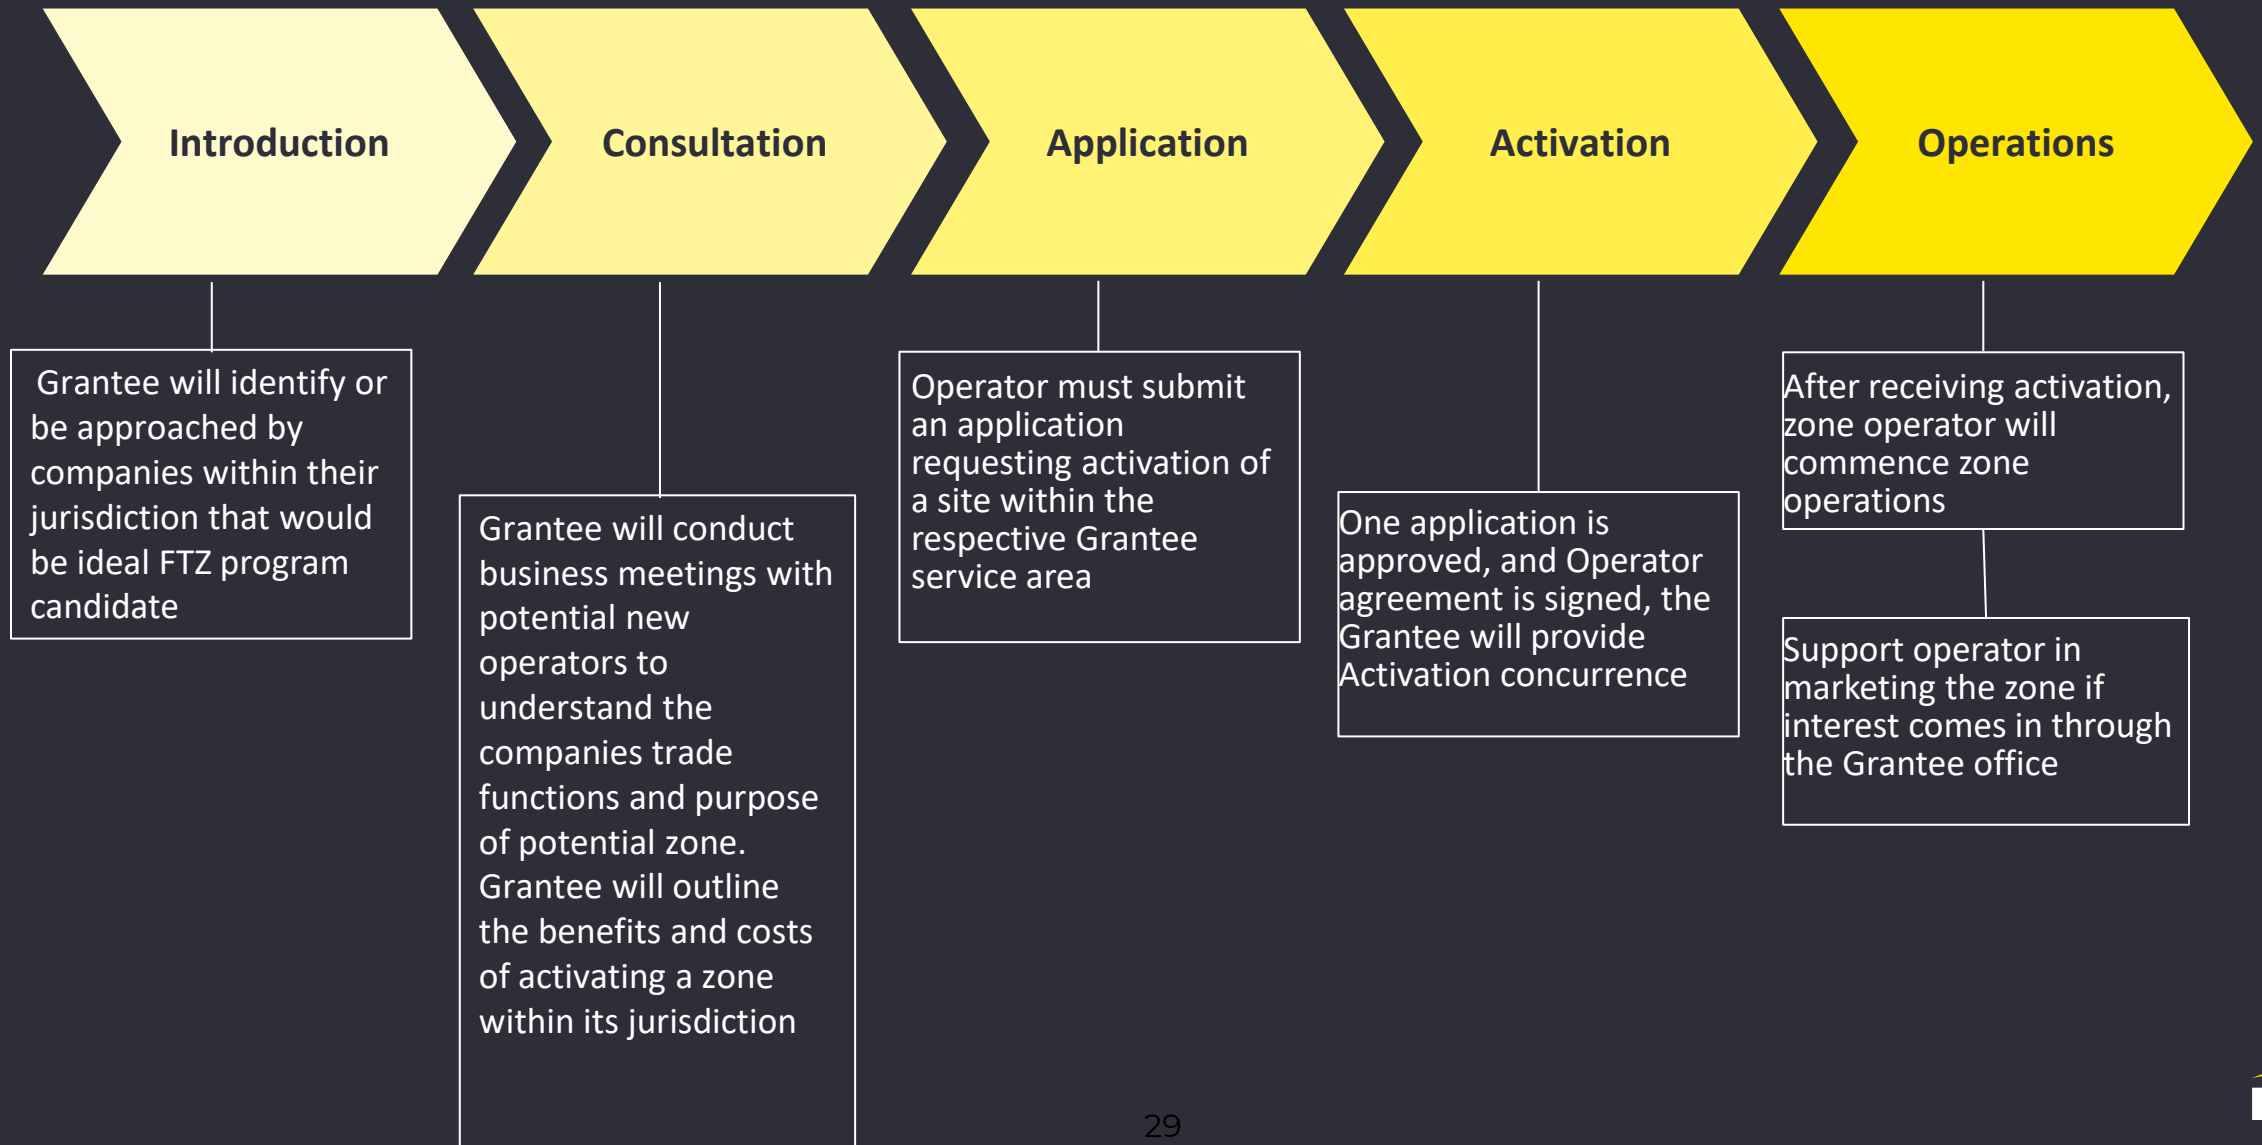 Introduction
Consultation
Application
Activation
Operations
Grantee will identify or
be approached by
companies within their
jurisdiction that would
be ideal FTZ program
candidate
Grantee will conduct
business meetings with
potential new
operators to
understand the
companies trade
functions and purpose
of potential zone.
Grantee will outline
the benefits and costs
of activating a zone
within its jurisdiction
Operator must submit
an application
requesting activation of
a site within the
respective Grantee
service area
One application is
approved, and Operator
agreement is signed, the
Grantee will provide
Activation concurrence
After receiving activation,
zone operator will
commence zone
operations
Support operator in
marketing the zone if
interest comes in through
the Grantee office
29